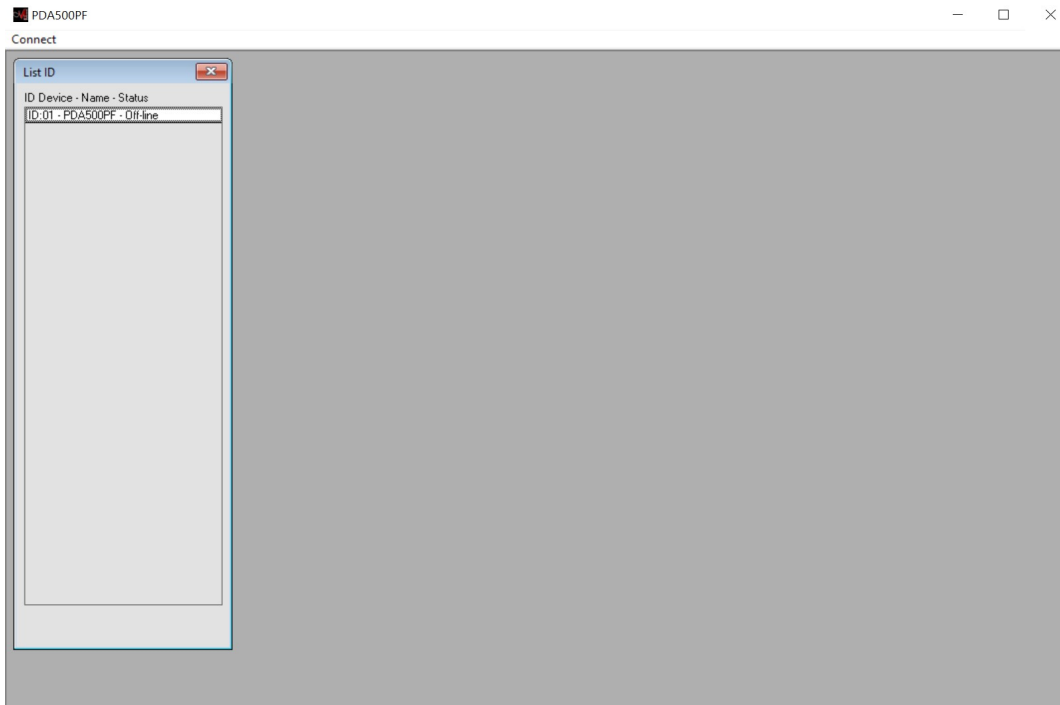 PDA500PF
Connect
List ID
ID Device - Name - Status
ID:01 - PDA500PF - Off-line